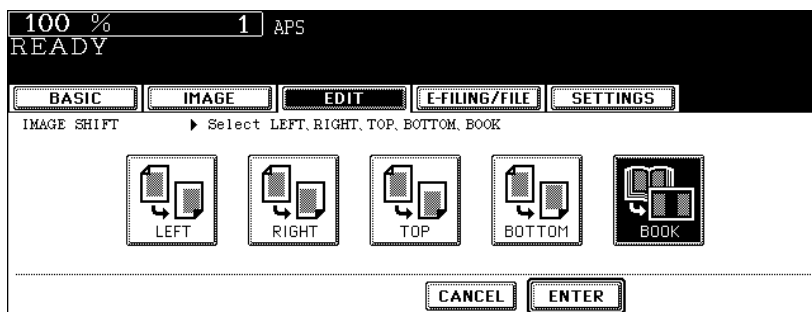 100 % 1 APS
READY
BASIC IMAGE EDIT E-FILING/FILE SETTINGS
IMAGE SHIFT ▶ Select LEFT, RIGHT, TOP, BOTTOM, BOOK
LEFT RIGHT TOP BOTTOM BOOK
CANCEL ENTER